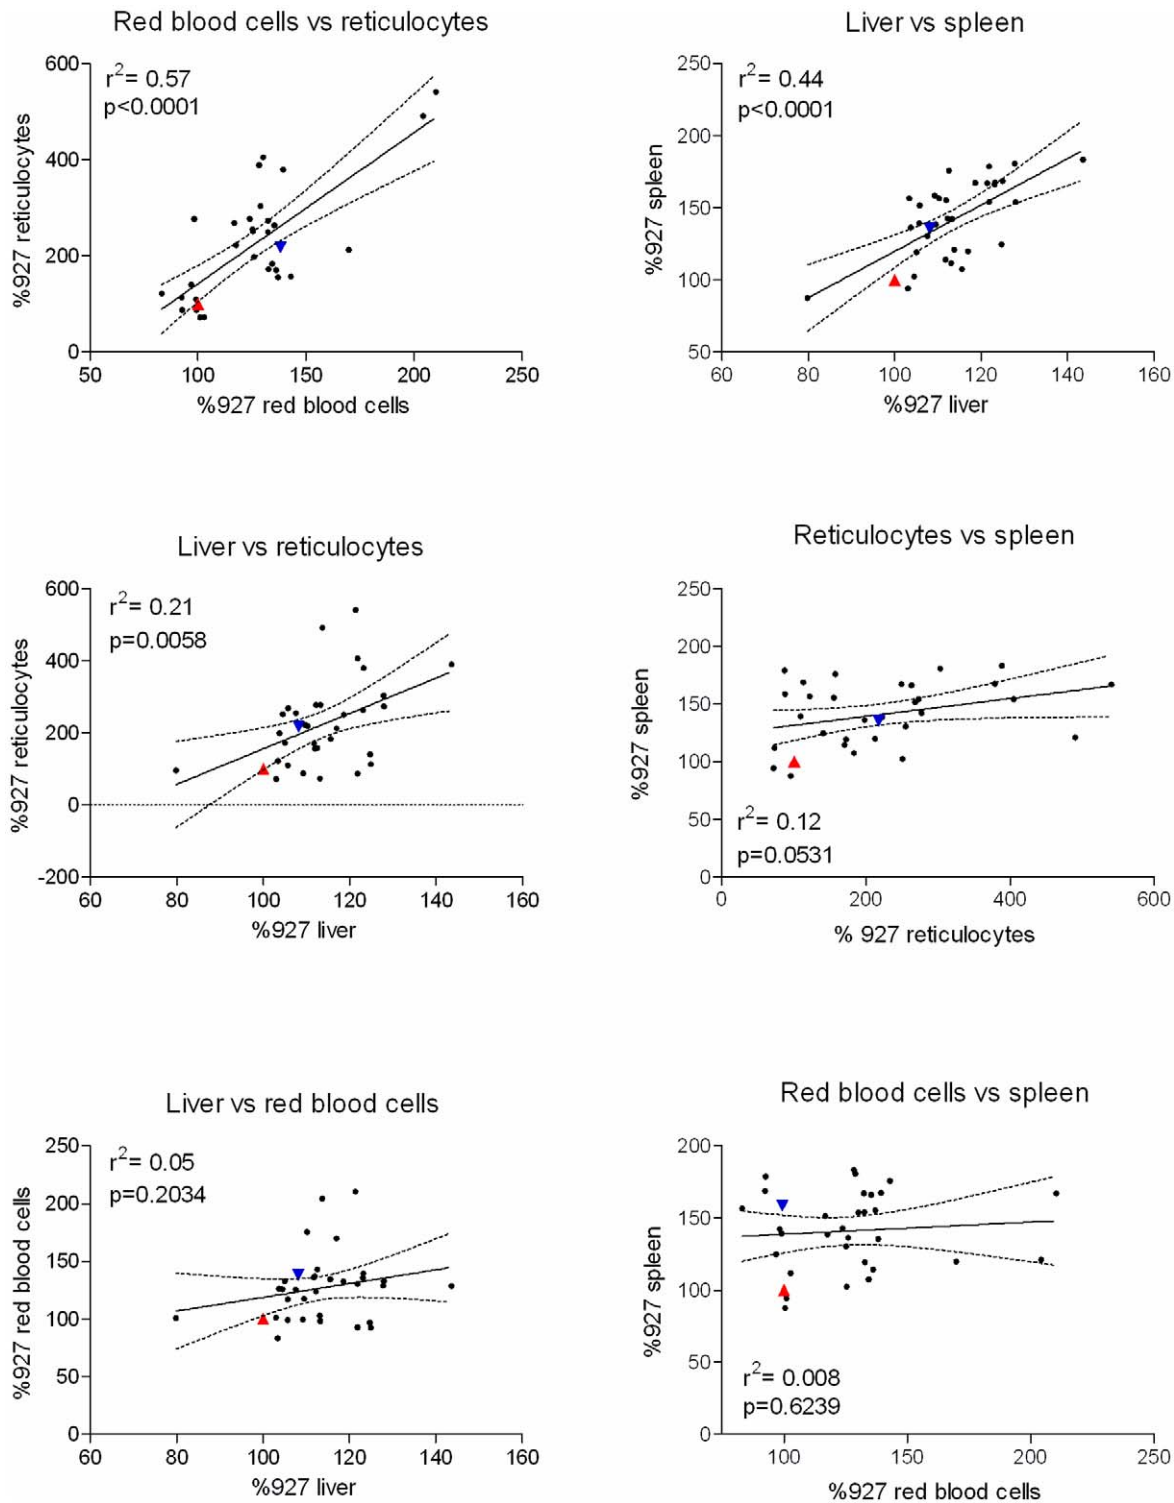 Red blood cells vs reticulocytes
r²= 0.57
p<0.0001
600
400
200
0
50 100 150 200 250
%927 reticulocytes
%927 red blood cells
Liver vs spleen
r²= 0.44
p<0.0001
250
200
150
100
50
60 80 100 120 140 160
%927 spleen
%927 liver
Liver vs reticulocytes
r²= 0.21
p=0.0058
600
400
200
0
-200
60 80 100 120 140 160
%927 reticulocytes
%927 liver
Reticulocytes vs spleen
250
200
150
100
50
0
r²= 0.12
p=0.0531
0 200 400 600
%927 spleen
% 927 reticulocytes
Liver vs red blood cells
r²= 0.05
p=0.2034
250
200
150
100
50
0
60 80 100 120 140 160
%927 red blood cells
%927 liver
Red blood cells vs spleen
200
150
100
50
0
r²= 0.008
p=0.6239
100 150 200 250
%927 spleen
%927 red blood cells